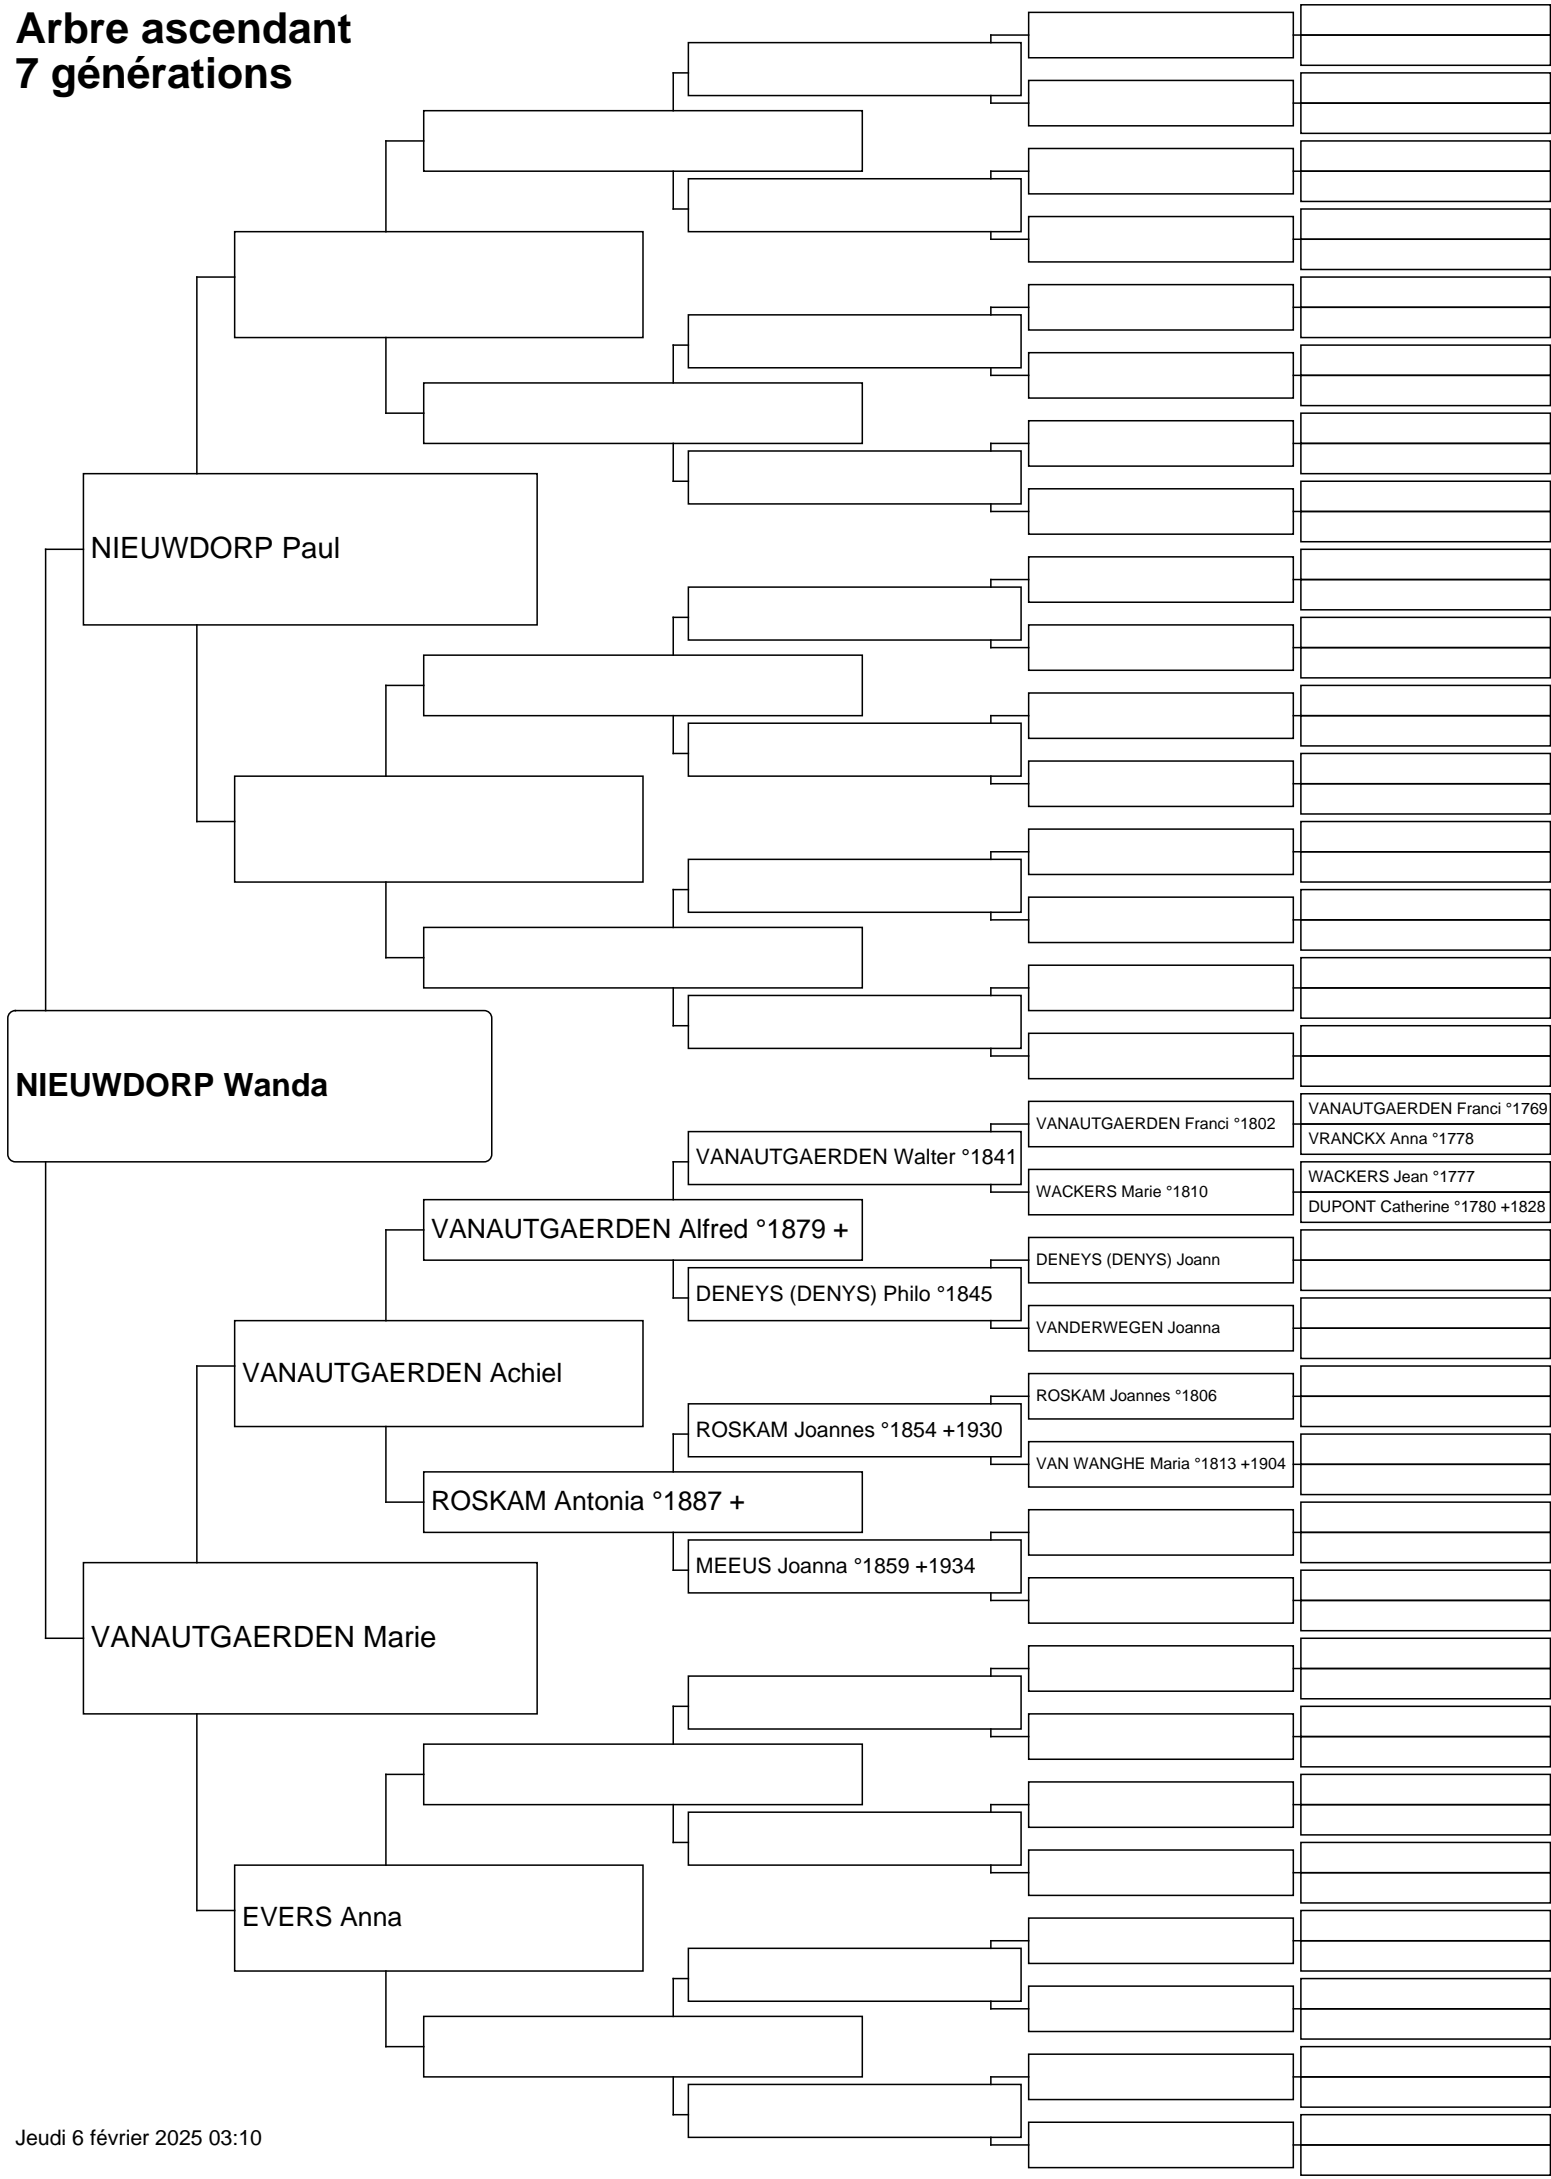 Arbre ascendant
7 générations
NIEUWDORP Paul
NIEUWDORP Wanda
VANAUTGAERDEN Franci °1769
VANAUTGAERDEN Franci °1802
VRANCKX Anna °1778
VANAUTGAERDEN Walter °1841
WACKERS Jean °1777
WACKERS Marie °1810
DUPONT Catherine °1780 +1828
VANAUTGAERDEN Alfred °1879 +
DENEYS (DENYS) Joann
DENEYS (DENYS) Philo °1845
VANDERWEGEN Joanna
VANAUTGAERDEN Achiel
ROSKAM Joannes °1806
ROSKAM Joannes °1854 +1930
VAN WANGHE Maria °1813 +1904
ROSKAM Antonia °1887 +
MEEUS Joanna °1859 +1934
VANAUTGAERDEN Marie
EVERS Anna
Jeudi 6 février 2025 03:10